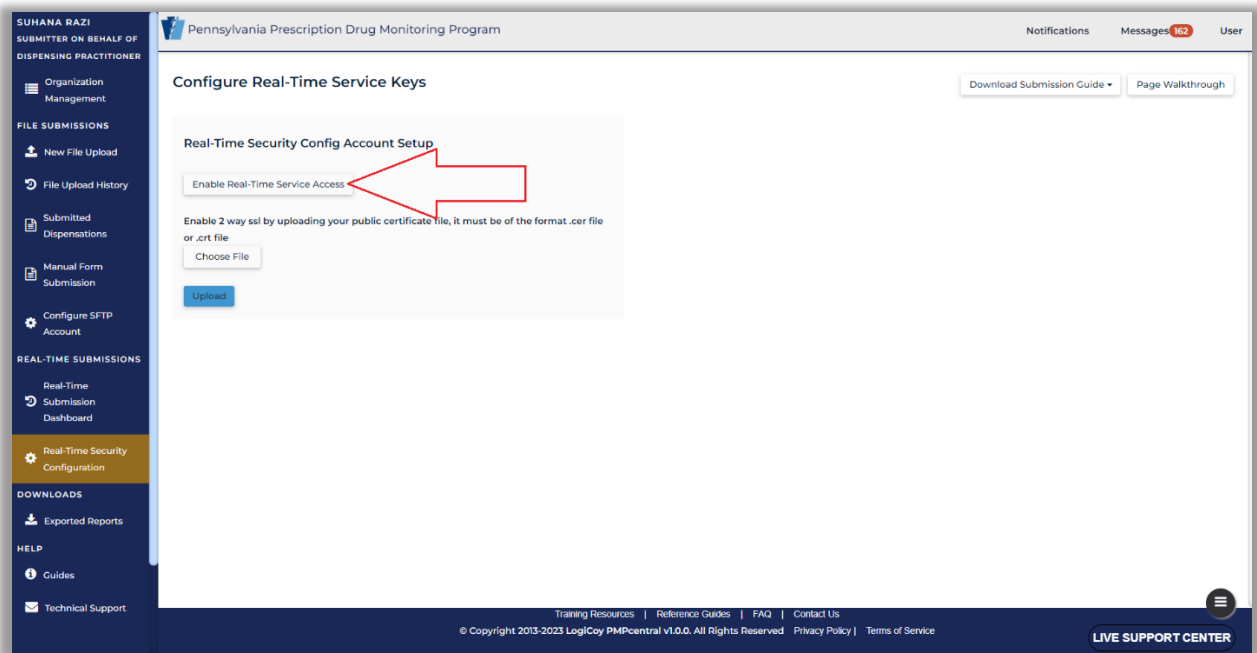 SUHANA RAZI
SUBMITTER ON BEHALF OF
DISPENSING PRACTITIONER
Organization
Management
FILE SUBMISSIONS
New File Upload
File Upload History
Submitted
Dispensations
Manual Form
Submission
Configure SFTP
Account
REAL-TIME SUBMISSIONS
Real-Time
Submission
Dashboard
Real-Time Security
Configuration
DOWNLOADS
Exported Reports
HELP
Guides
Technical Support
Pennsylvania Prescription Drug Monitoring Program
Notifications
Messages 162
User
Configure Real-Time Service Keys
Download Submission Guide
Page Walkthrough
Real-Time Security Config Account Setup
Enable Real-Time Service Access
Enable 2 way ssl by uploading your public certificate file, it must be of the format .cer file
or .crt file
Choose File
Upload
Training Resources | Reference Guides | FAQ | Contact Us
© Copyright 2013-2023 LogiCoy PMPcentral v1.0.0. All Rights Reserved Privacy Policy | Terms of Service
LIVE SUPPORT CENTER